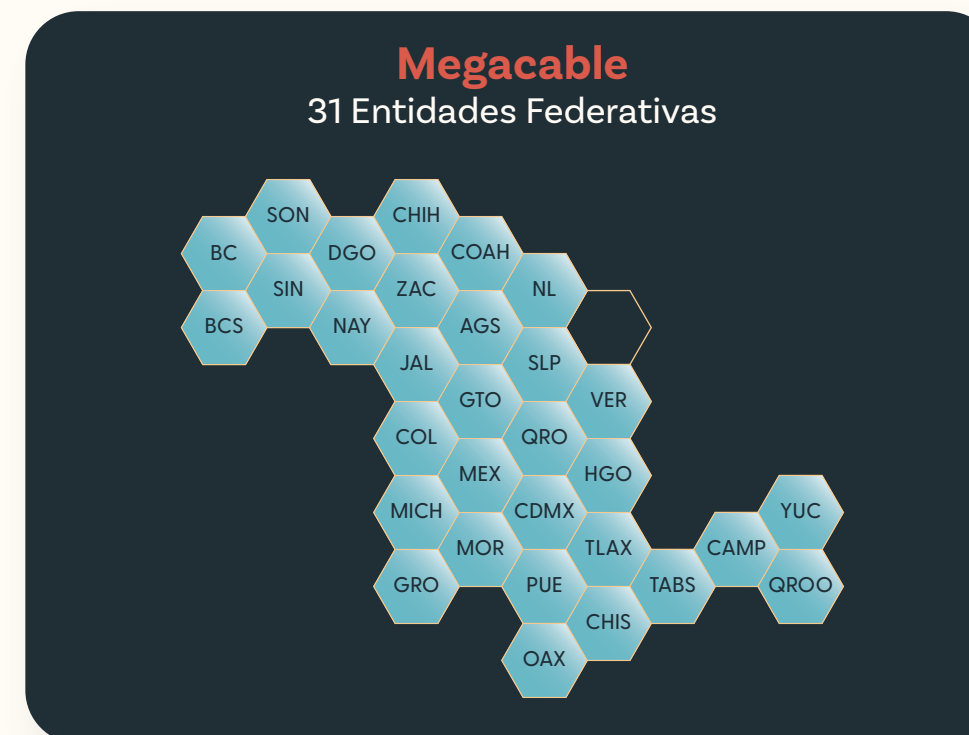 Megacable
31 Entidades Federativas
SON
CHIH
BC
DGO
COAH
SIN
ZAC
NL
BCS
NAY
AGS
JAL
SLP
GTO
VER
COL
QRO
MEX
HGO
MICH
CDMX
YUC
MOR
TLAX
CAMP
GRO
PUE
TABS
QROO
CHIS
OAX